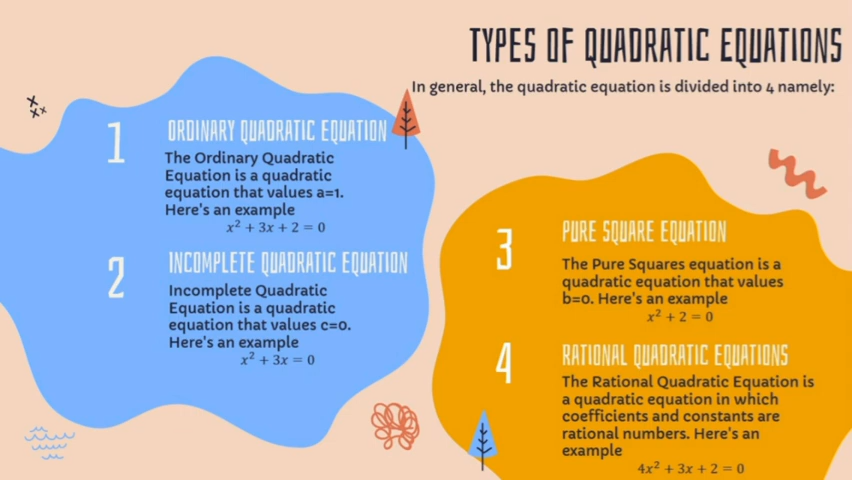 TYPES OF QUADRATIC EQUATIONS
In general, the quadratic equation is divided into 4 namely:
1
ORDINARY QUADRATIC EQUATION
The Ordinary Quadratic
Equation is a quadratic
equation that values a=1.
Here's an example
x² + 3x + 2 = 0
2
INCOMPLETE QUADRATIC EQUATION
Incomplete Quadratic
Equation is a quadratic
equation that values c=0.
Here's an example
x² + 3x = 0
3
PURE SQUARE EQUATION
The Pure Squares equation is a
quadratic equation that values
b=0. Here's an example
x² + 2 = 0
4
RATIONAL QUADRATIC EQUATIONS
The Rational Quadratic Equation is
a quadratic equation in which
coefficients and constants are
rational numbers. Here's an
example
4x² + 3x + 2 = 0